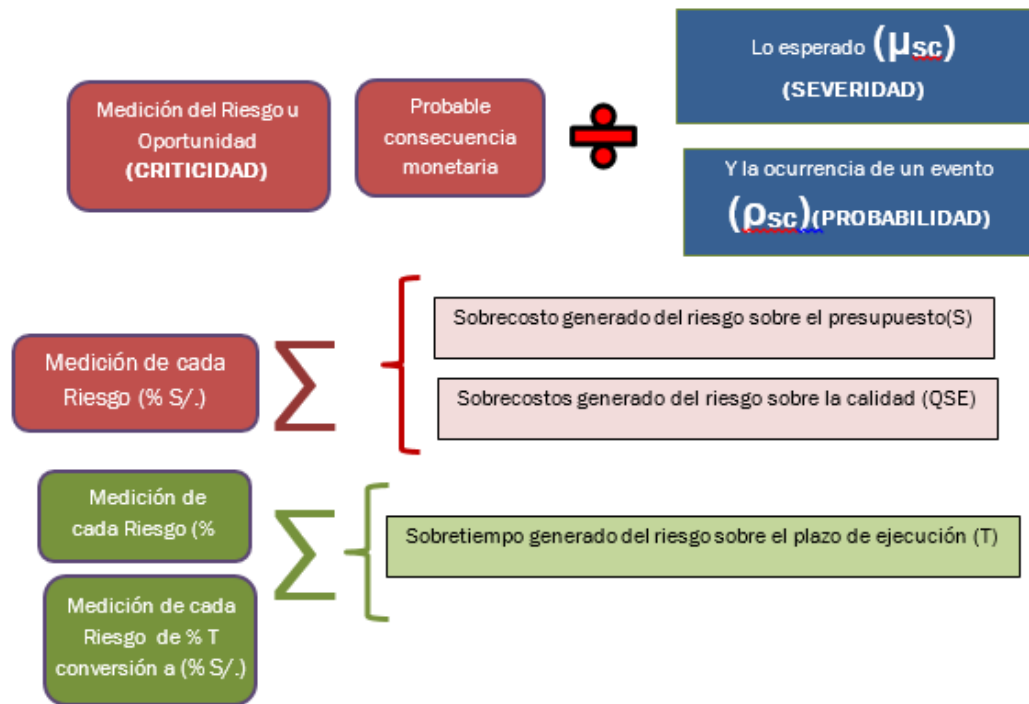 Medición del Riesgo u
Oportunidad
(CRITICIDAD)
Probable
consecuencia
monetaria
Lo esperado (μsc)
(SEVERIDAD)
Y la ocurrencia de un evento
(ρsc)(PROBABILIDAD)
Medición de cada
Riesgo (% S/.)
∑
Sobrecosto generado del riesgo sobre el presupuesto(S)
Sobrecostos generado del riesgo sobre la calidad (QSE)
Medición de
cada Riesgo (%
∑
Sobretiempo generado del riesgo sobre el plazo de ejecución (T)
Medición de cada
Riesgo de % T
conversión a (% S/.)